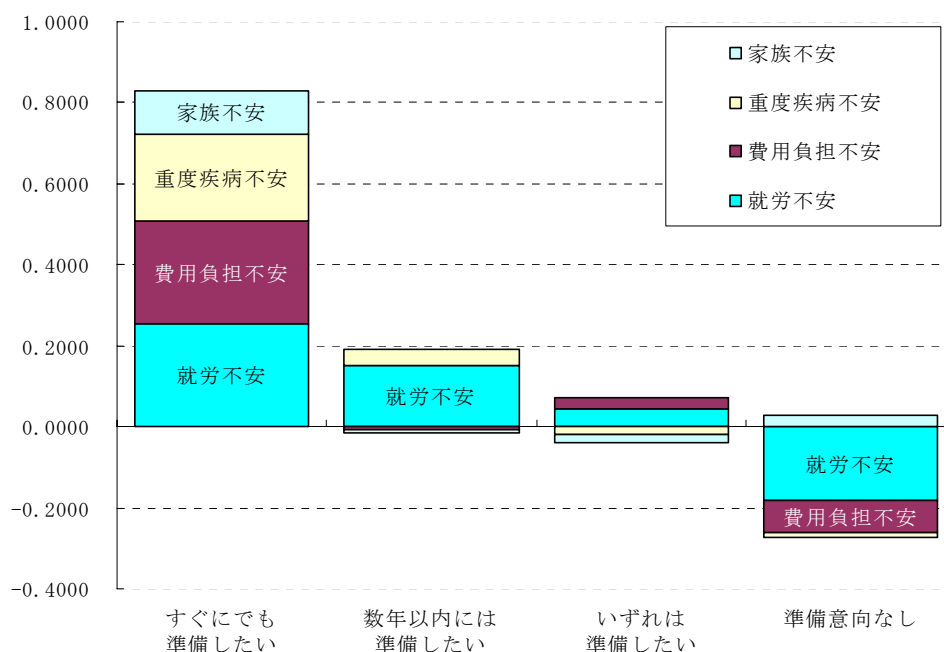 1.0000
0.8000
0.6000
0.4000
0.2000
0.0000
-0.2000
-0.4000
家族不安
重度疾病不安
費用負担不安
就労不安
家族不安
重度疾病不安
費用負担不安
就労不安
就労不安
就労不安
費用負担不安
すぐにでも
準備したい
数年以内には
準備したい
いずれは
準備したい
準備意向なし